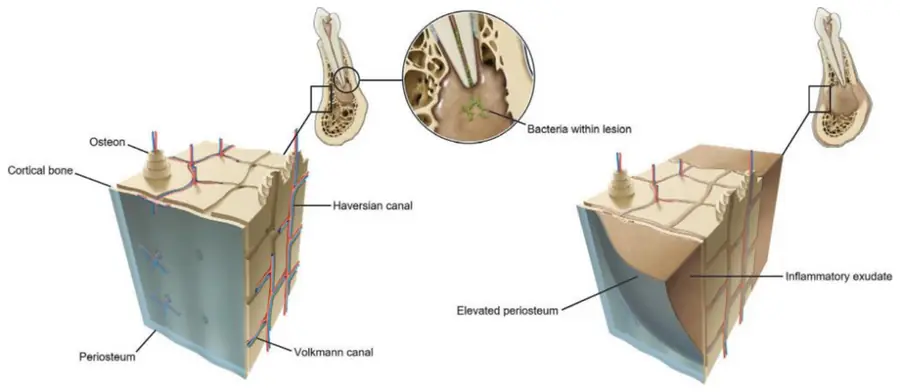 Bacteria within lesion
Osteon
Cortical bone
Haversian canal
Volkmann canal
Periosteum
Inflammatory exudate
Elevated periosteum